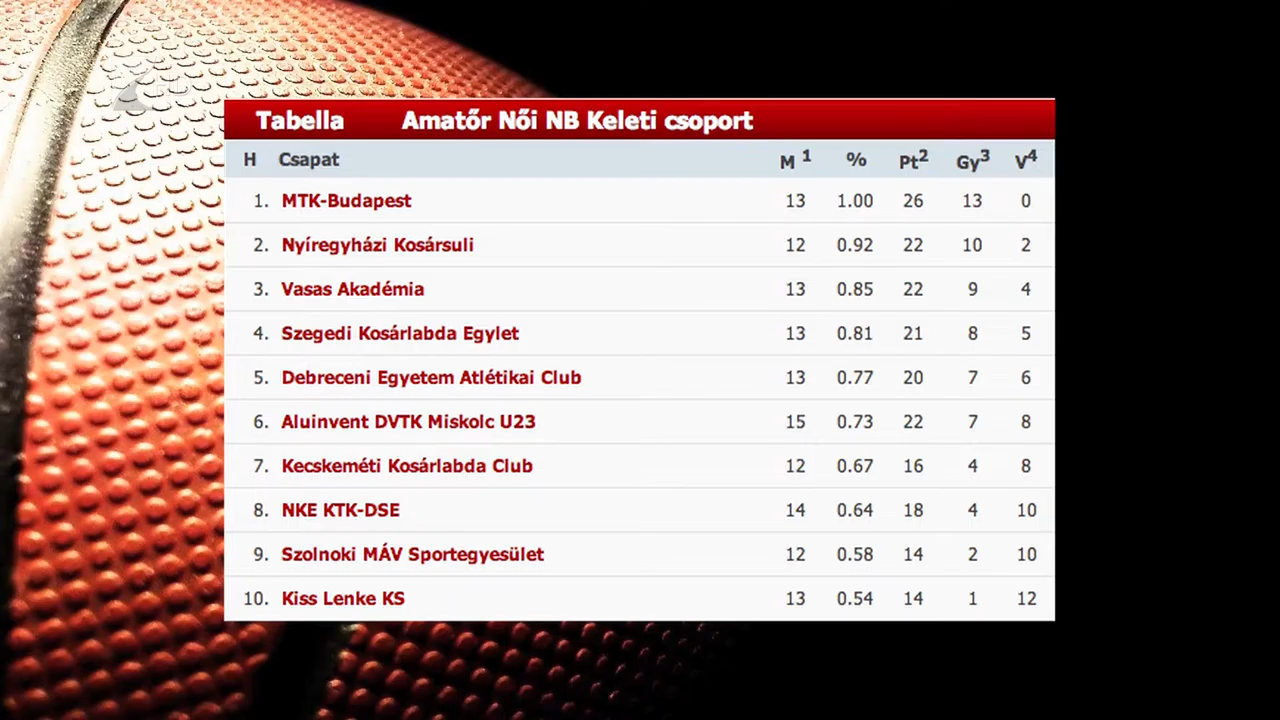 Tabella Amatőr Női NB Keleti csoport
H Csapat M ¹ % Pt² Gy³ V⁴
1. MTK-Budapest 13 1.00 26 13 0
2. Nyíregyházi Kosársuli 12 0.92 22 10 2
3. Vasas Akadémia 13 0.85 22 9 4
4. Szegedi Kosárlabda Egylet 13 0.81 21 8 5
5. Debreceni Egyetem Atlétikai Club 13 0.77 20 7 6
6. Aluinvent DVTK Miskolc U23 15 0.73 22 7 8
7. Kecskeméti Kosárlabda Club 12 0.67 16 4 8
8. NKE KTK-DSE 14 0.64 18 4 10
9. Szolnoki MÁV Sportegyesület 12 0.58 14 2 10
10. Kiss Lenke KS 13 0.54 14 1 12